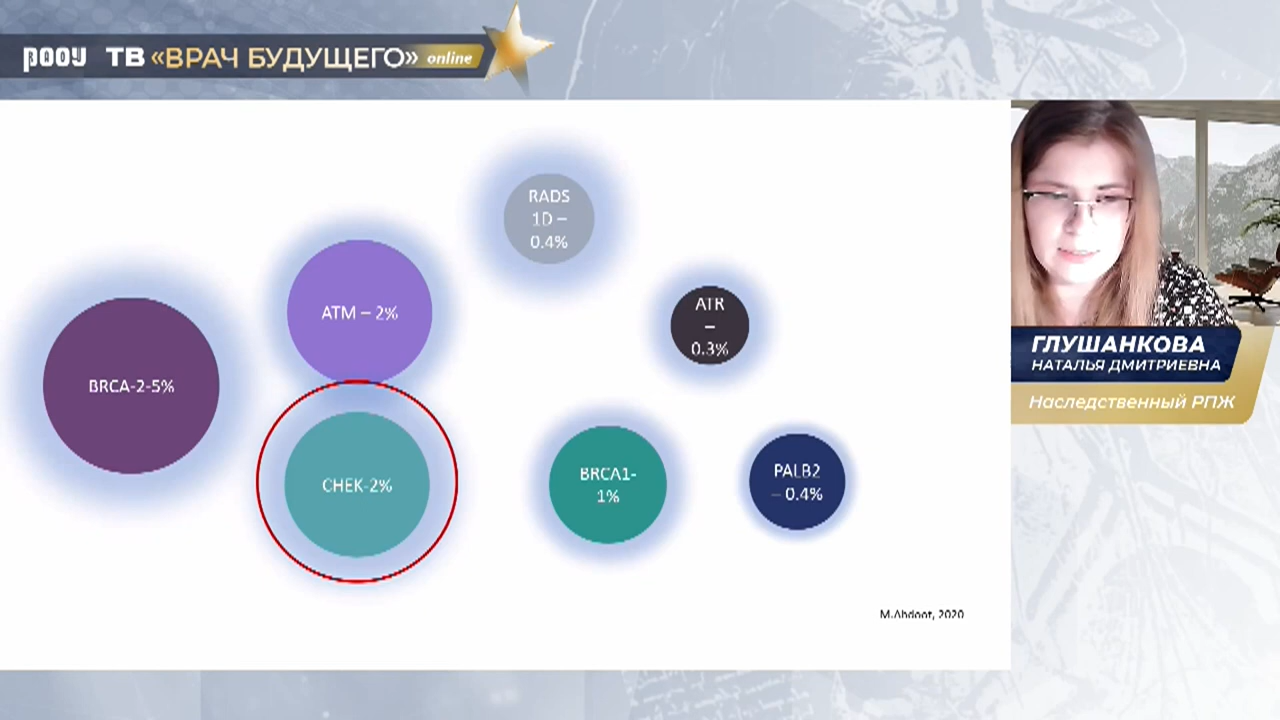 РООУ ТВ «ВРАЧ БУДУЩЕГО» online
RADS
1D –
0.4%
ATM – 2%
ATR
–
0.3%
BRCA-2-5%
CHEK-2%
BRCA1-
1%
PALB2
– 0.4%
M.Abdoot, 2020
ГЛУШАНКОВА
НАТАЛЬЯ ДМИТРИЕВНА
Наследственный РПЖ